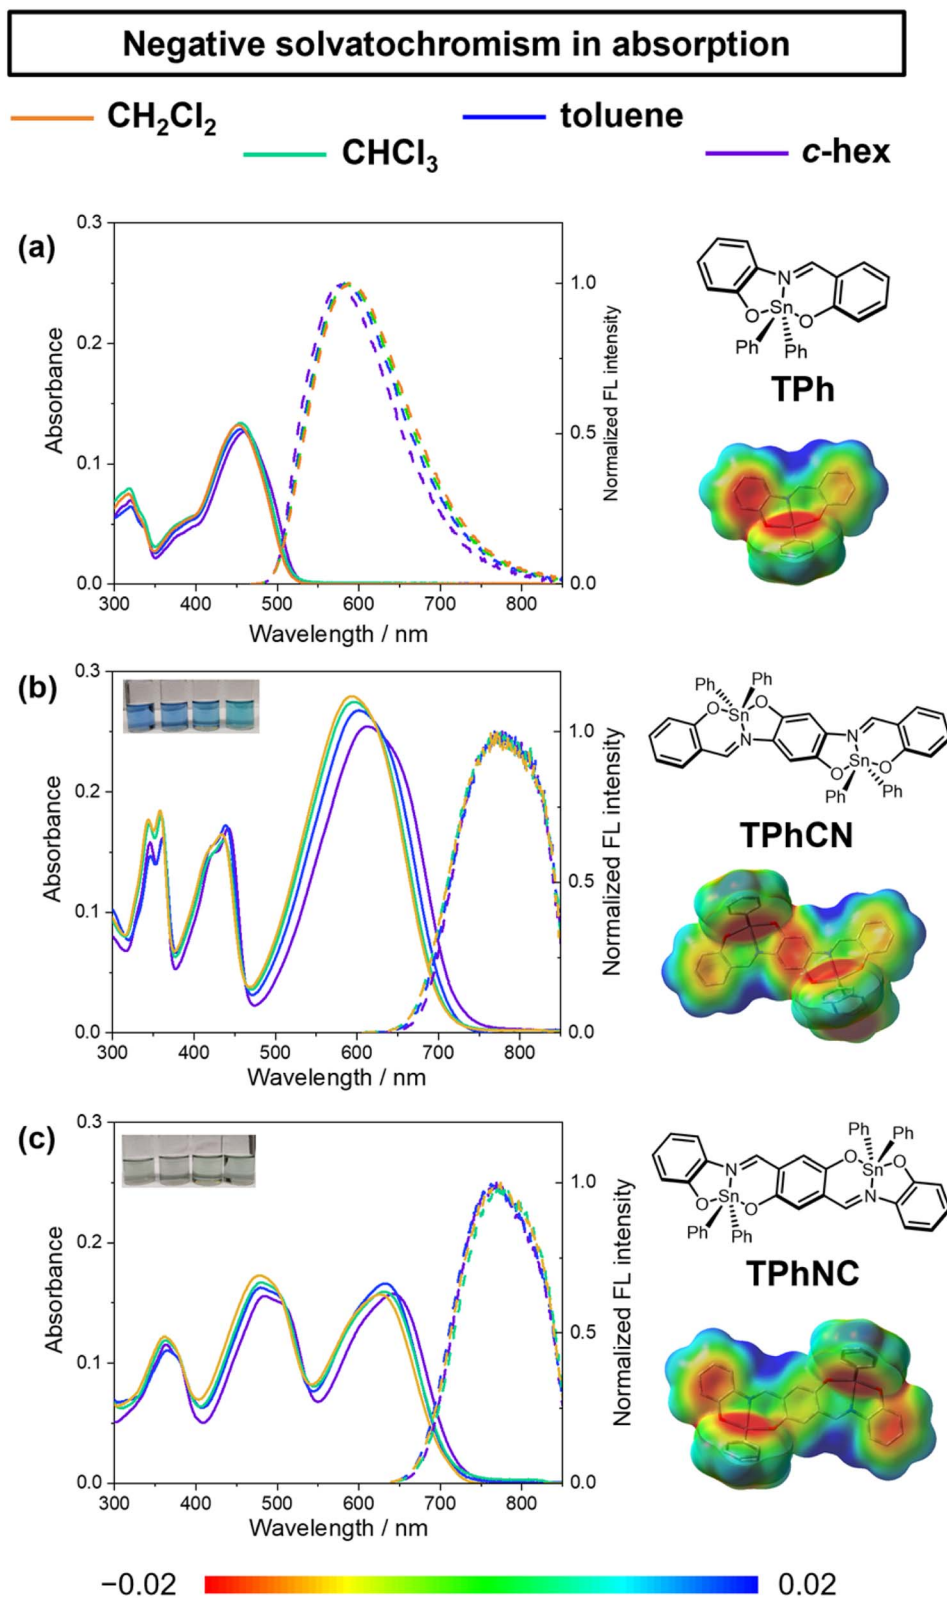 Negative solvatochromism in absorption
CH₂Cl₂
toluene
CHCl₃
c-hex
(a)
0.3
0.2
0.1
0.0
Absorbance
1.0
0.5
0.0
Normalized FL intensity
300 400 500 600 700 800
Wavelength / nm
N
Sn
O
O
Ph
Ph
TPh
(b)
0.3
0.2
0.1
0.0
Absorbance
1.0
0.5
0.0
Normalized FL intensity
300 400 500 600 700 800
Wavelength / nm
Ph
Ph
O
Sn
O
N
N
O
Sn
O
Ph
Ph
TPhCN
(c)
0.3
0.2
0.1
0.0
Absorbance
1.0
0.5
0.0
Normalized FL intensity
300 400 500 600 700 800
Wavelength / nm
Ph
Ph
O
Sn
O
N
N
O
Sn
O
Ph
Ph
TPhNC
−0.02
0.02